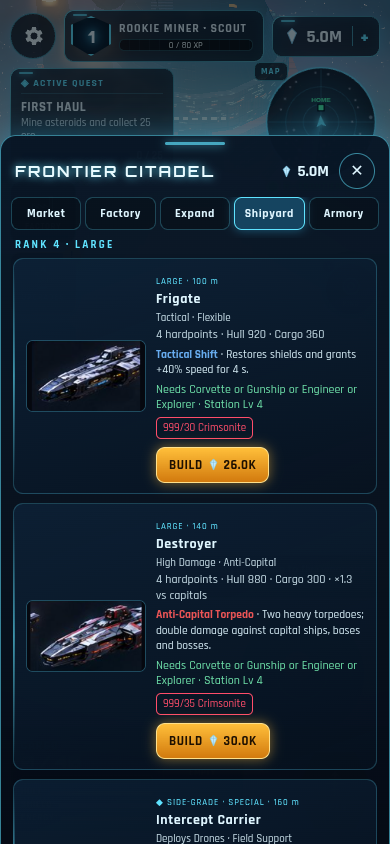 1
ROOKIE MINER · SCOUT
0 / 80 XP
5.0M
+
MAP
◆ ACTIVE QUEST
FIRST HAUL
Mine asteroids and collect 25
HOME
FRONTIER CITADEL
5.0M
✕
Market
Factory
Expand
Shipyard
Armory
RANK 4 · LARGE
LARGE · 100 m
Frigate
Tactical · Flexible
4 hardpoints · Hull 920 · Cargo 360
Tactical Shift · Restores shields and grants
+40% speed for 4 s.
Needs Corvette or Gunship or Engineer or
Explorer · Station Lv 4
999/30 Crimsonite
BUILD 26.0K
LARGE · 140 m
Destroyer
High Damage · Anti-Capital
4 hardpoints · Hull 880 · Cargo 300 · ×1.3
vs capitals
Anti-Capital Torpedo · Two heavy torpedoes;
double damage against capital ships, bases
and bosses.
Needs Corvette or Gunship or Engineer or
Explorer · Station Lv 4
999/35 Crimsonite
BUILD 30.0K
◆ SIDE-GRADE · SPECIAL · 160 m
Intercept Carrier
Deploys Drones · Field Support